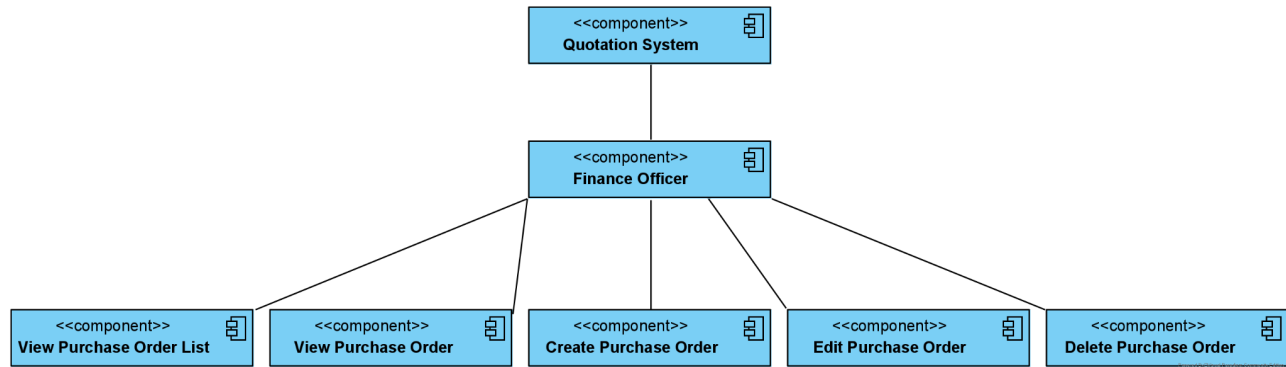 <<component>>
Quotation System
<<component>>
Finance Officer
<<component>>
View Purchase Order List
<<component>>
View Purchase Order
<<component>>
Create Purchase Order
<<component>>
Edit Purchase Order
<<component>>
Delete Purchase Order